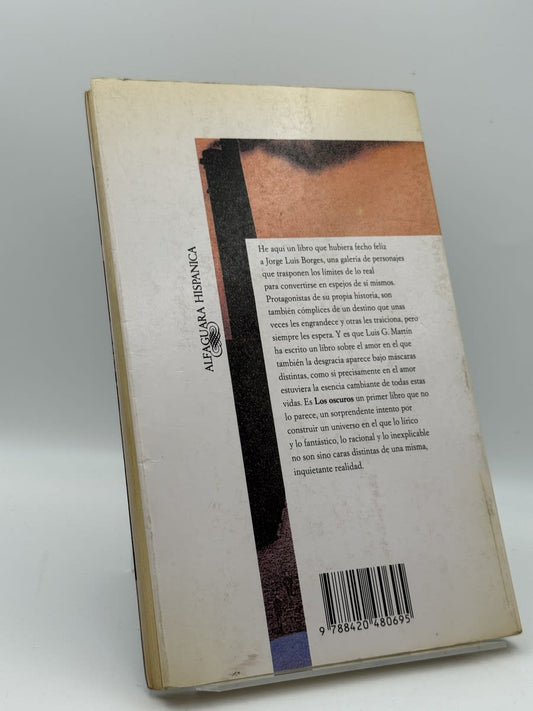 ALFAGUARA HISPANICA
He aquí un libro que hubiera fecho feliz
a Jorge Luis Borges, una galería de personajes
que trasponen los límites de lo real
para convertirse en espejos de sí mismos.
Protagonistas de su propia historia, son
también cómplices de un destino que unas
veces les engrandece y otras les traiciona, pero
siempre les espera. Y es que Luis G. Martín
ha escrito un libro sobre el amor en el que
también la desgracia aparece bajo máscaras
distintas, como si precisamente en el amor
estuviera la esencia cambiante de todas estas
vidas. Es Los oscuros un primer libro que no
lo parece, un sorprendente intento por
construir un universo en el que lo lírico
y lo fantástico, lo racional y lo inexplicable
no son sino caras distintas de una misma,
inquietante realidad.
9 788420 480695